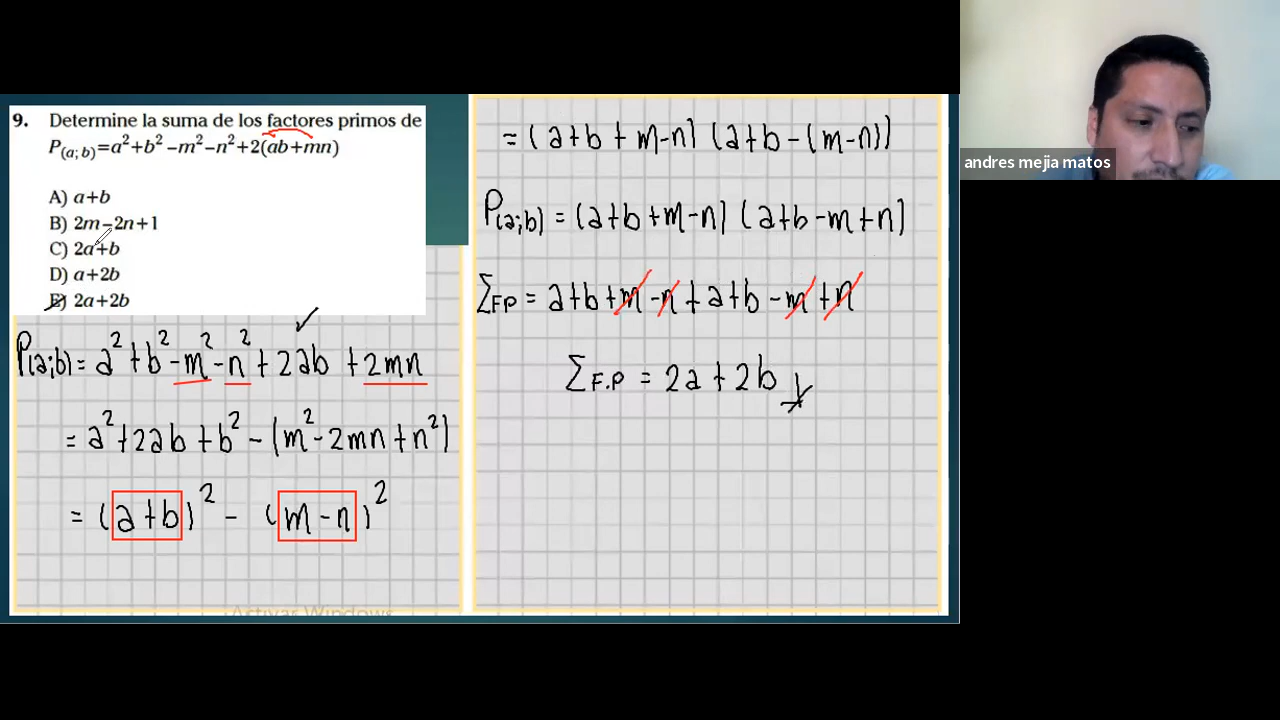 9. Determine la suma de los factores primos de
P(a; b)=a²+b²−m²−n²+2(ab+mn)
A) a+b
B) 2m−2n+1
C) 2a+b
D) a+2b
E) 2a+2b
P(a;b) = a² + b² - m² - n² + 2ab + 2mn
= a² + 2ab + b² - (m² - 2mn + n²)
= (a+b)² - (m-n)²
Activar Windows
= (a+b+m-n) (a+b-(m-n))
P(a;b) = (a+b+m-n) (a+b-m+n)
∑FP = a+b+m-n+a+b-m+n
∑F.P = 2a+2b
andres mejia matos